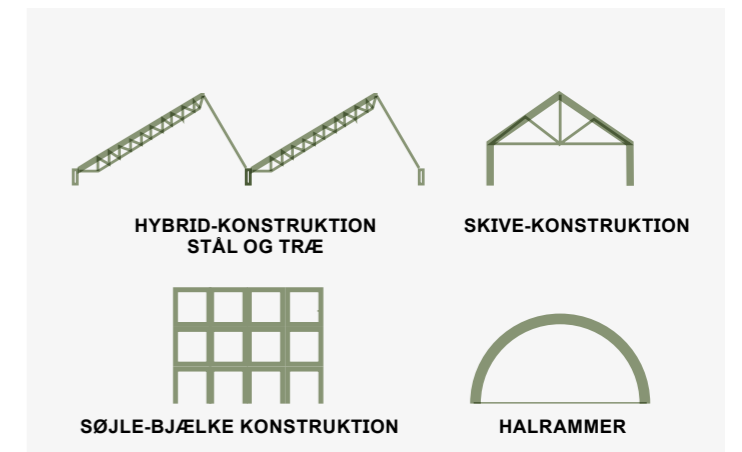 HYBRID-KONSTRUKTION
STÅL OG TRÆ
SKIVE-KONSTRUKTION
SØJLE-BJÆLKE KONSTRUKTION
HALRAMMER